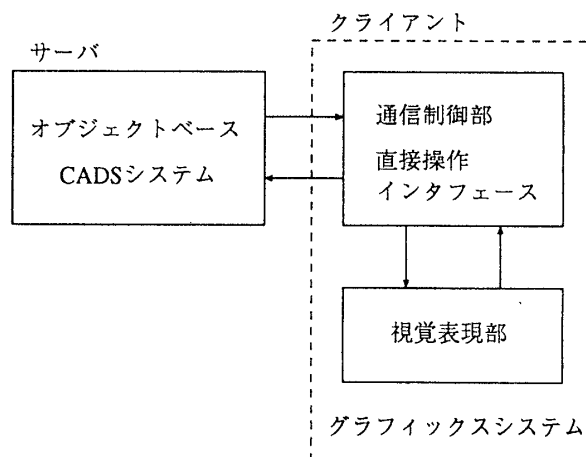 クライアント
サーバ
オブジェクトベース
CADSシステム
通信制御部
直接操作
インタフェース
視覚表現部
グラフィックスシステム